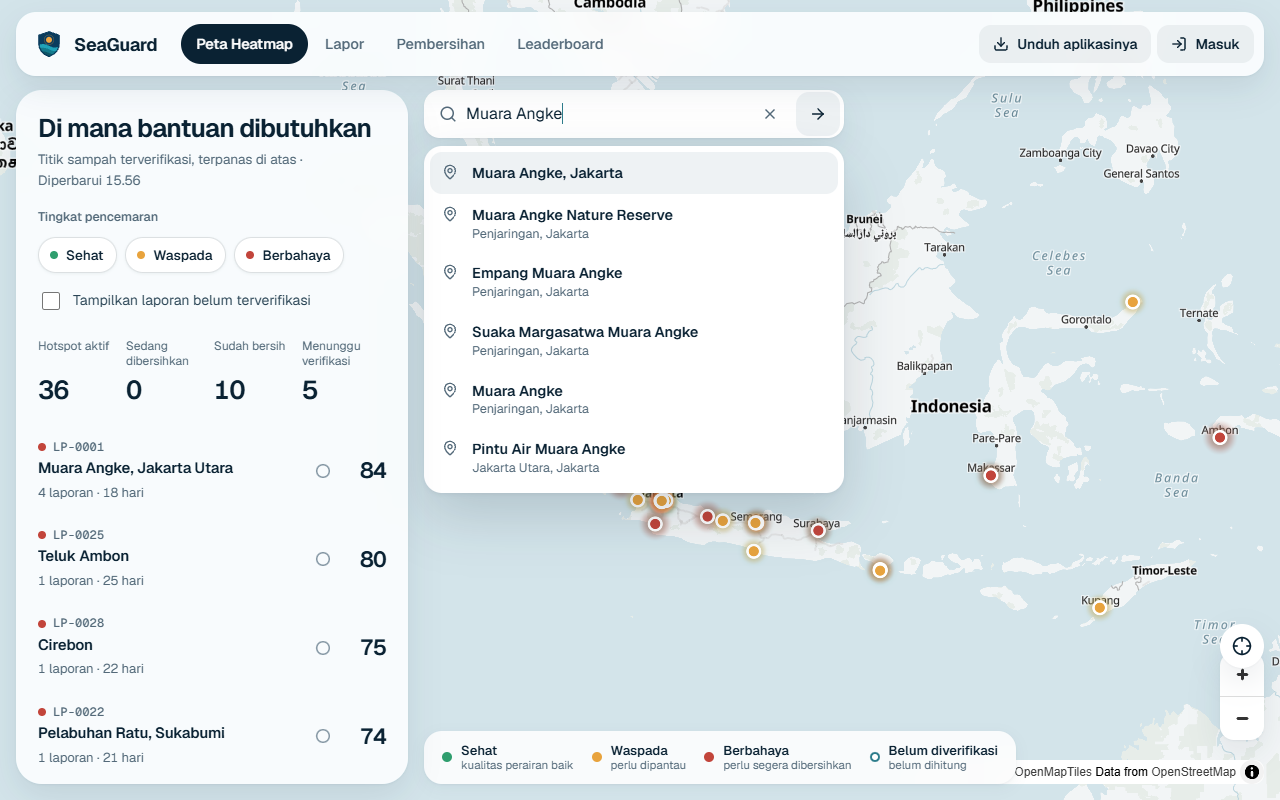 Cambodia
Philippines
SeaGuard
Peta Heatmap
Lapor
Pembersihan
Leaderboard
Unduh aplikasinya
Masuk
Surat Thani
Sea
Sulu
Sea
Zamboanga City
Davao City
General Santos
Di mana bantuan dibutuhkan
Titik sampah terverifikasi, terpanas di atas ·
Diperbarui 15.56
Tingkat pencemaran
Sehat
Waspada
Berbahaya
Tampilkan laporan belum terverifikasi
Hotspot aktif
36
Sedang
dibersihkan
0
Sudah bersih
10
Menunggu
verifikasi
5
LP-0001
Muara Angke, Jakarta Utara
4 laporan · 18 hari
84
LP-0025
Teluk Ambon
1 laporan · 25 hari
80
LP-0028
Cirebon
1 laporan · 22 hari
75
LP-0022
Pelabuhan Ratu, Sukabumi
1 laporan · 21 hari
74
Muara Angke
Muara Angke, Jakarta
Muara Angke Nature Reserve
Penjaringan, Jakarta
Empang Muara Angke
Penjaringan, Jakarta
Suaka Margasatwa Muara Angke
Penjaringan, Jakarta
Muara Angke
Penjaringan, Jakarta
Pintu Air Muara Angke
Jakarta Utara, Jakarta
Brunei
Tarakan
Celebes
Sea
Gorontalo
Ternate
Balikpapan
Indonesia
anjarmasin
Pare-Pare
Makassar
Ambon
Banda
Sea
Semarang
Surabaya
Timor-Leste
Kupang
Timor
Sea
Sehat
kualitas perairan baik
Waspada
perlu dipantau
Berbahaya
perlu segera dibersihkan
Belum diverifikasi
belum dihitung
OpenMapTiles Data from OpenStreetMap